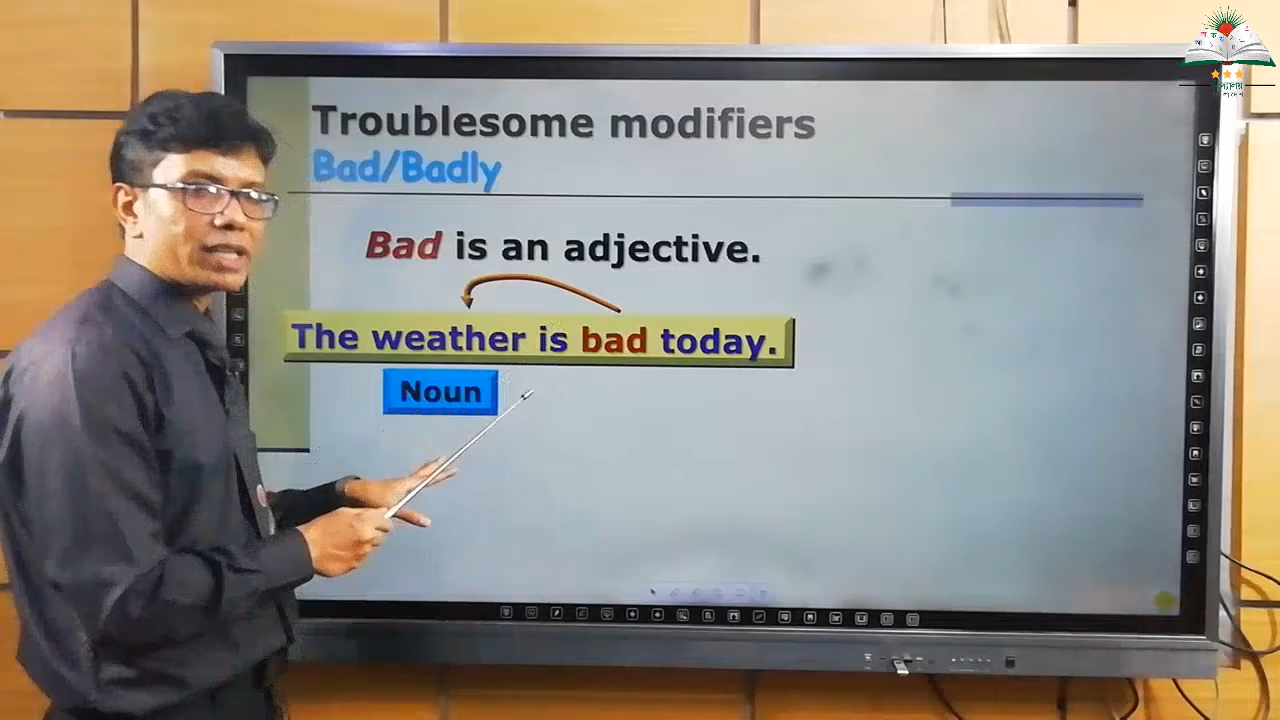 Troublesome modifiers
Bad/Badly
Bad is an adjective.
The weather is bad today.
Noun